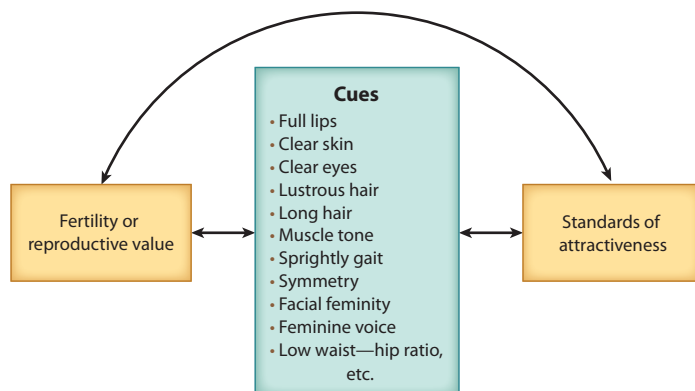 Cues
• Full lips
• Clear skin
• Clear eyes
• Lustrous hair
• Long hair
• Muscle tone
• Sprightly gait
• Symmetry
• Facial feminity
• Feminine voice
• Low waist—hip ratio,
etc.
Fertility or
reproductive value
Standards of
attractiveness